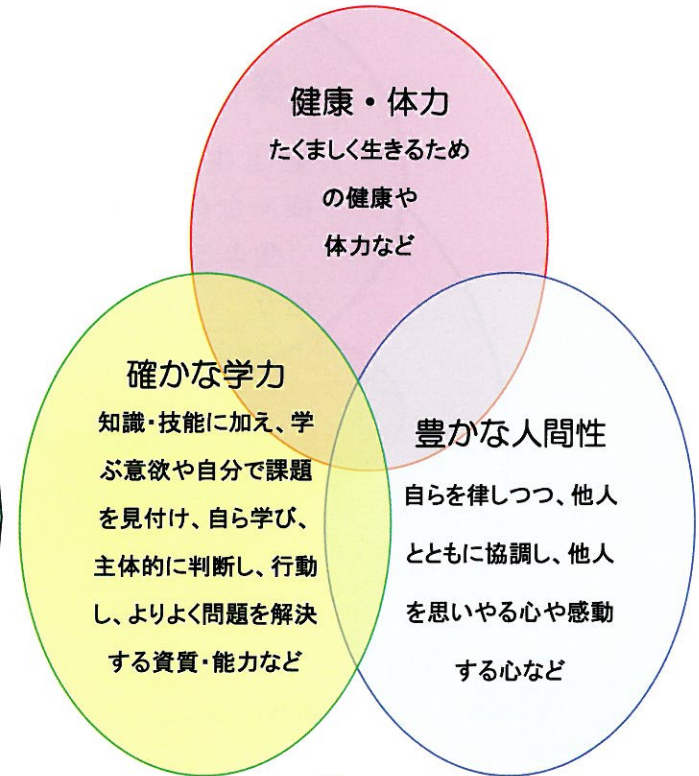 健康・体力
たくましく生きるため
の健康や
体力など
確かな学力
知識・技能に加え、学
ぶ意欲や自分で課題
を見付け、自ら学び、
主体的に判断し、行動
し、よりよく問題を解決
する資質・能力など
豊かな人間性
自らを律しつつ、他人
とともに協調し、他人
を思いやる心や感動
する心など